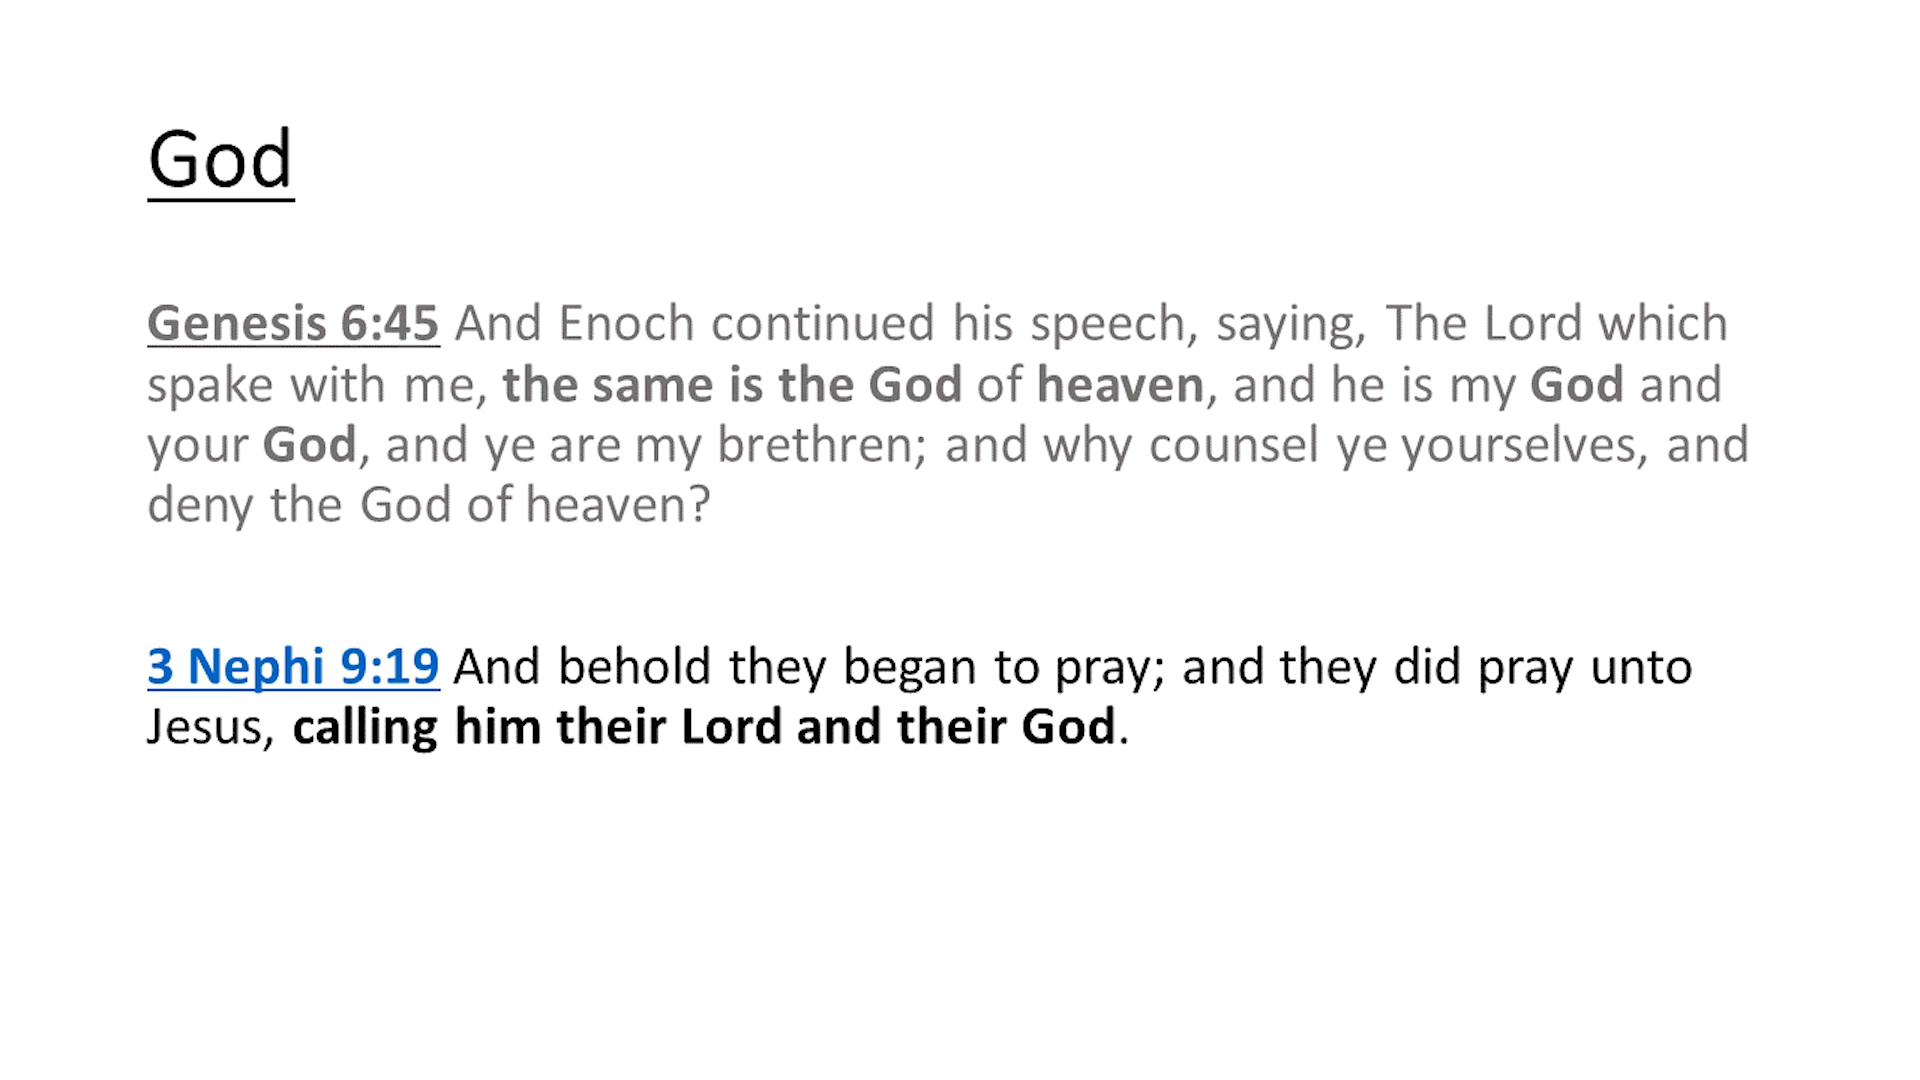 God
Genesis 6:45 And Enoch continued his speech, saying, The Lord which
spake with me, the same is the God of heaven, and he is my God and
your God, and ye are my brethren; and why counsel ye yourselves, and
deny the God of heaven?
3 Nephi 9:19 And behold they began to pray; and they did pray unto
Jesus, calling him their Lord and their God.